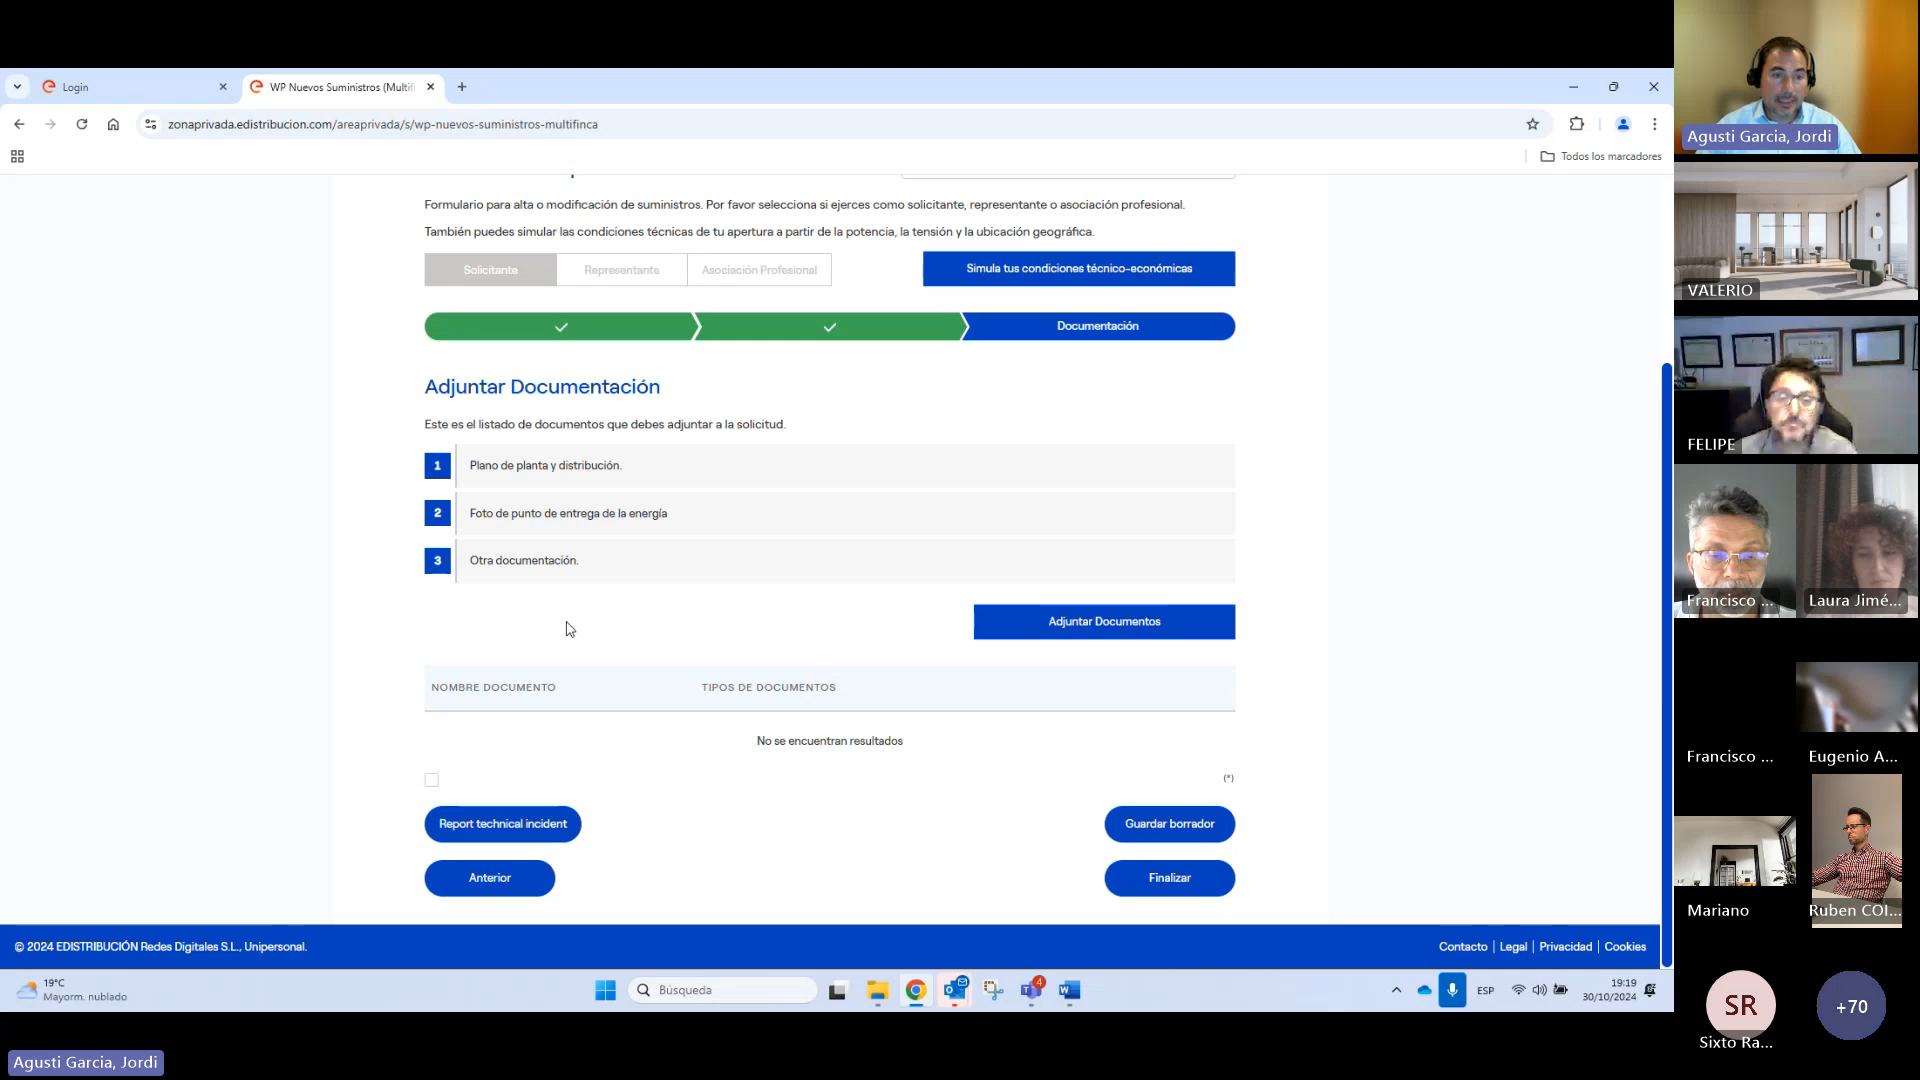 Login
WP Nuevos Suministros (Multifi
zonaprivada.edistribucion.com/areaprivada/s/wp-nuevos-suministros-multifinca
Todos los marcadores
Formulario para alta o modificación de suministros. Por favor selecciona si ejerces como solicitante, representante o asociación profesional.
También puedes simular las condiciones técnicas de tu apertura a partir de la potencia, la tensión y la ubicación geográfica.
Solicitante
Representante
Asociación Profesional
Simula tus condiciones técnico-económicas
Documentación
Adjuntar Documentación
Este es el listado de documentos que debes adjuntar a la solicitud.
1 Plano de planta y distribución.
2 Foto de punto de entrega de la energía
3 Otra documentación.
Adjuntar Documentos
NOMBRE DOCUMENTO TIPOS DE DOCUMENTOS
No se encuentran resultados
(*)
Report technical incident
Guardar borrador
Anterior
Finalizar
© 2024 EDISTRIBUCIÓN Redes Digitales S.L., Unipersonal.
Contacto | Legal | Privacidad | Cookies
19°C
Mayorm. nublado
Búsqueda
4
ESP
19:19
30/10/2024
Agusti Garcia, Jordi
Agusti Garcia, Jordi
VALERIO
FELIPE
Francisco ...
Laura Jimé...
Francisco ...
Eugenio A...
Mariano
Ruben COI...
SR
Sixto Ra...
+70